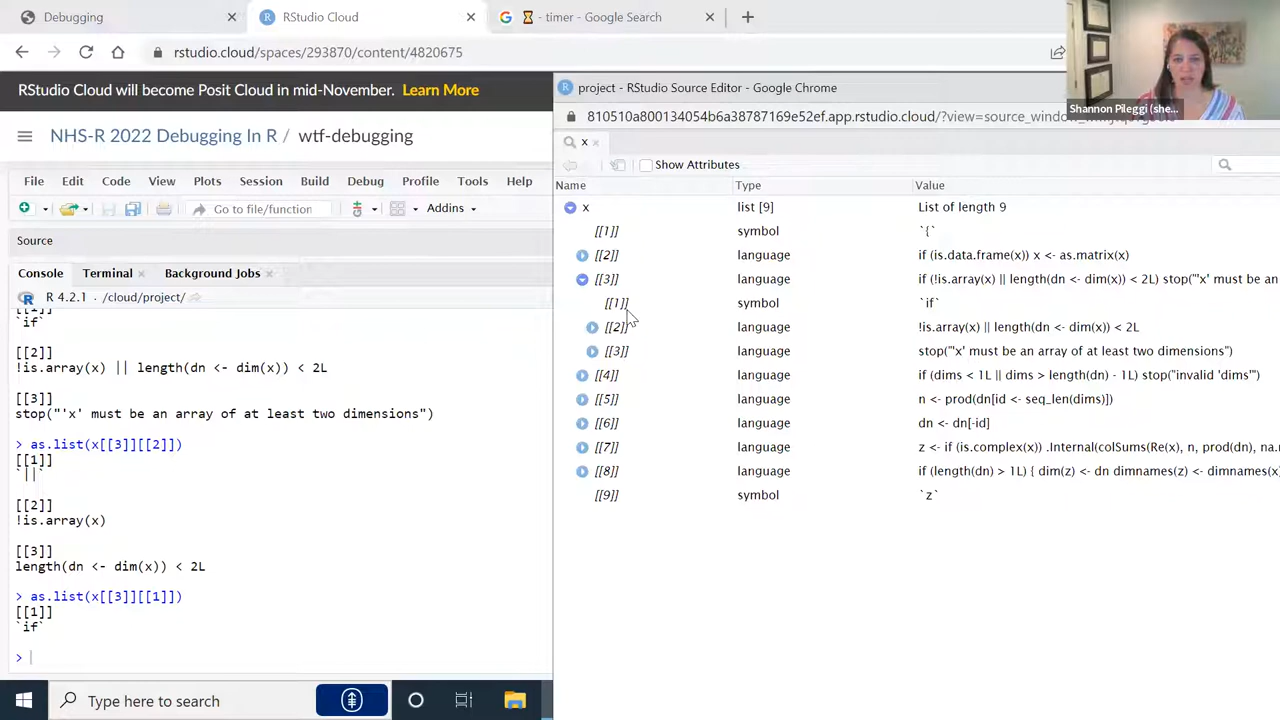 Debugging
RStudio Cloud
- timer - Google Search
rstudio.cloud/spaces/293870/content/4820675
RStudio Cloud will become Posit Cloud in mid-November. Learn More
NHS-R 2022 Debugging In R / wtf-debugging
File Edit Code View Plots Session Build Debug Profile Tools Help
Go to file/function
Addins
Source
Console Terminal Background Jobs
R 4.2.1 · /cloud/project/
[[1]]
`if`
[[2]]
!is.array(x) || length(dn <- dim(x)) < 2L
[[3]]
stop("'x' must be an array of at least two dimensions")
> as.list(x[[3]][[2]])
[[1]]
`||`
[[2]]
!is.array(x)
[[3]]
length(dn <- dim(x)) < 2L
> as.list(x[[3]][[1]])
[[1]]
`if`
>
Type here to search
project - RStudio Source Editor - Google Chrome
810510a800134054b6a38787169e52ef.app.rstudio.cloud/?view=source_window_
x
Show Attributes
Name Type Value
x list [9] List of length 9
[[1]] symbol `{`
[[2]] language if (is.data.frame(x)) x <- as.matrix(x)
[[3]] language if (!is.array(x) || length(dn <- dim(x)) < 2L) stop("'x' must be an
[[1]] symbol `if`
[[2]] language !is.array(x) || length(dn <- dim(x)) < 2L
[[3]] language stop("'x' must be an array of at least two dimensions")
[[4]] language if (dims < 1L || dims > length(dn) - 1L) stop("invalid 'dims'")
[[5]] language n <- prod(dn[id <- seq_len(dims)])
[[6]] language dn <- dn[-id]
[[7]] language z <- if (is.complex(x)) .Internal(colSums(Re(x), n, prod(dn), na.
[[8]] language if (length(dn) > 1L) { dim(z) <- dn dimnames(z) <- dimnames(
[[9]] symbol `z`
Shannon Pileggi (she...